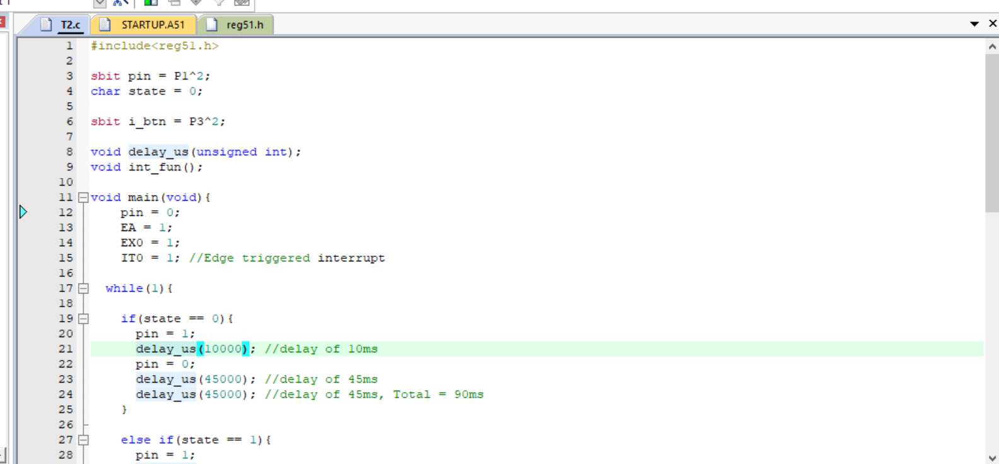 T2.c STARTUP.A51 reg51.h
1 #include<reg51.h>
2
3 sbit pin = P1^2;
4 char state = 0;
5
6 sbit i_btn = P3^2;
7
8 void delay_us(unsigned int);
9 void int_fun();
10
11 void main(void){
12 pin = 0;
13 EA = 1;
14 EX0 = 1;
15 IT0 = 1; //Edge triggered interrupt
16
17 while(1){
18
19 if(state == 0){
20 pin = 1;
21 delay_us(10000); //delay of 10ms
22 pin = 0;
23 delay_us(45000); //delay of 45ms
24 delay_us(45000); //delay of 45ms, Total = 90ms
25 }
26
27 else if(state == 1){
28 pin = 1;